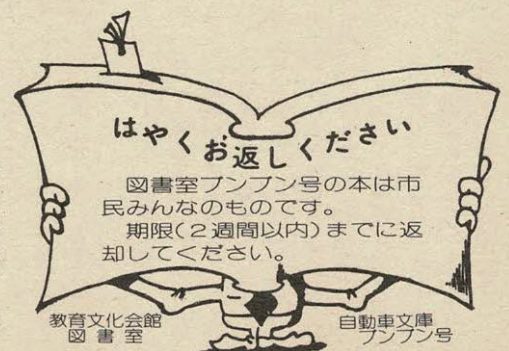 はやくお返しください
図書室ブンブン号の本は市
民みんなのものです。
期限(2週間以内)までに返
却してください。
教育文化会館
図書室
自動車文庫
ブンブン号